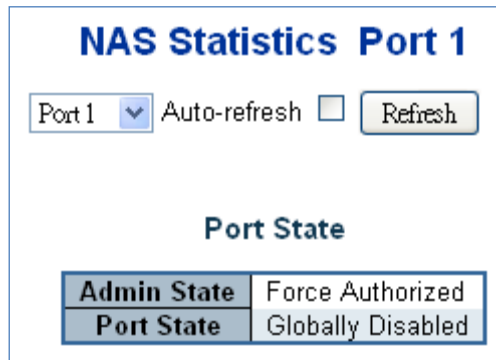 NAS Statistics Port 1
Port 1 Auto-refresh Refresh
Port State
Admin State Force Authorized
Port State Globally Disabled